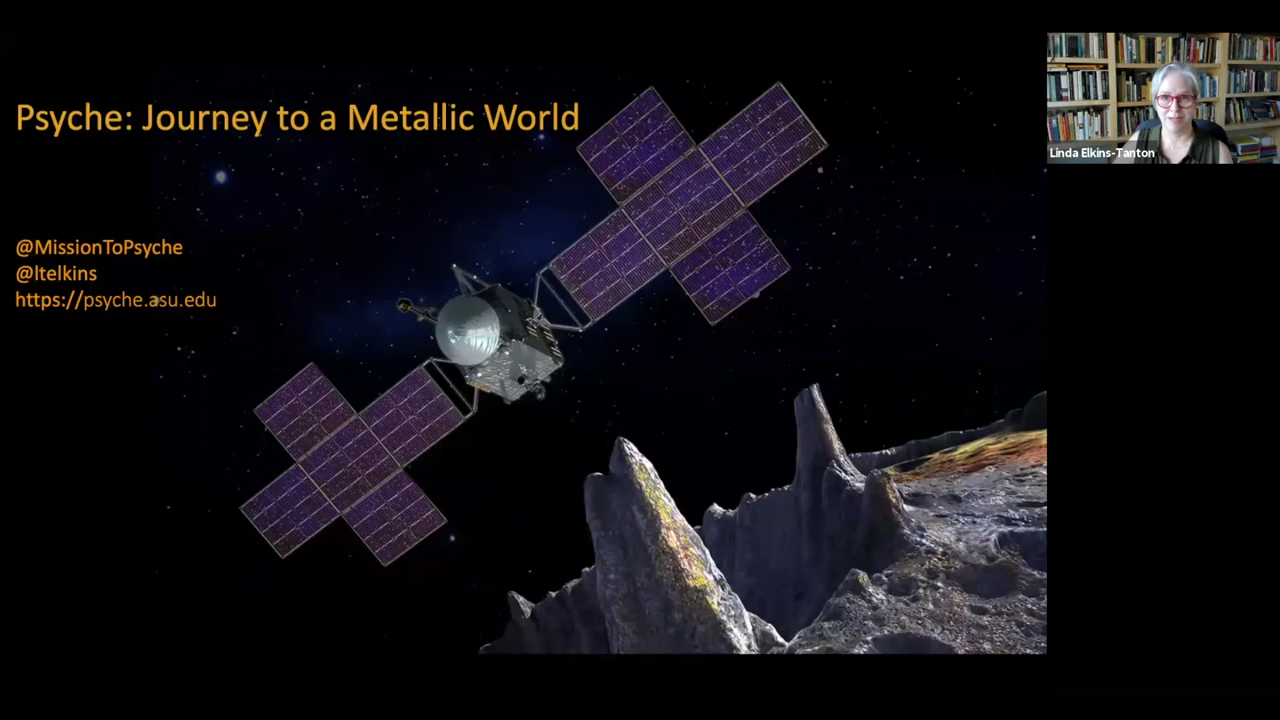 Psyche: Journey to a Metallic World
@MissionToPsyche
@ltelkins
https://psyche.asu.edu
Linda Elkins-Tanton